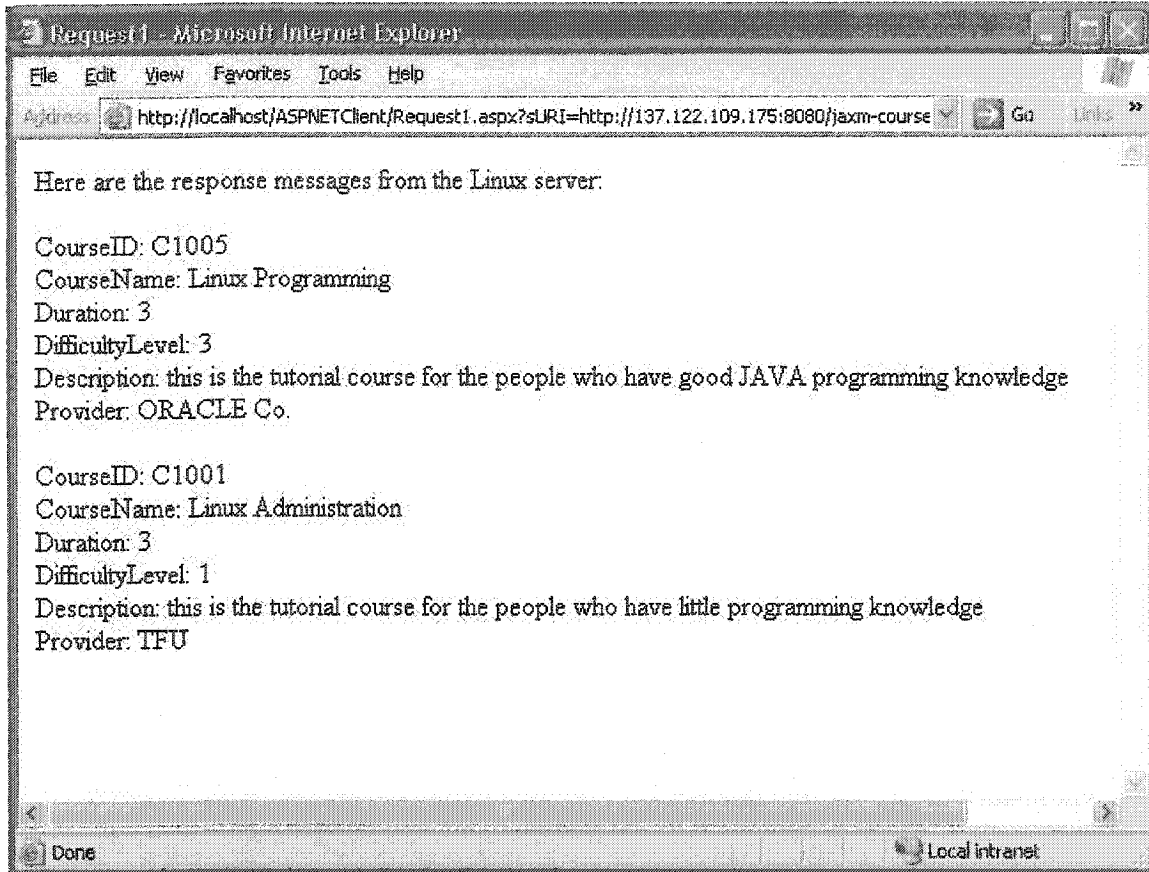 Request1 - Microsoft Internet Explorer
File Edit View Favorites Tools Help
Address http://localhost/ASPNETClient/Request1.aspx?sURI=http://137.122.109.175:8080/jaxm-course Go Links »
Here are the response messages from the Linux server:
CourseID: C1005
CourseName: Linux Programming
Duration: 3
DifficultyLevel: 3
Description: this is the tutorial course for the people who have good JAVA programming knowledge
Provider: ORACLE Co.
CourseID: C1001
CourseName: Linux Administration
Duration: 3
DifficultyLevel: 1
Description: this is the tutorial course for the people who have little programming knowledge
Provider: TFU
Done Local intranet